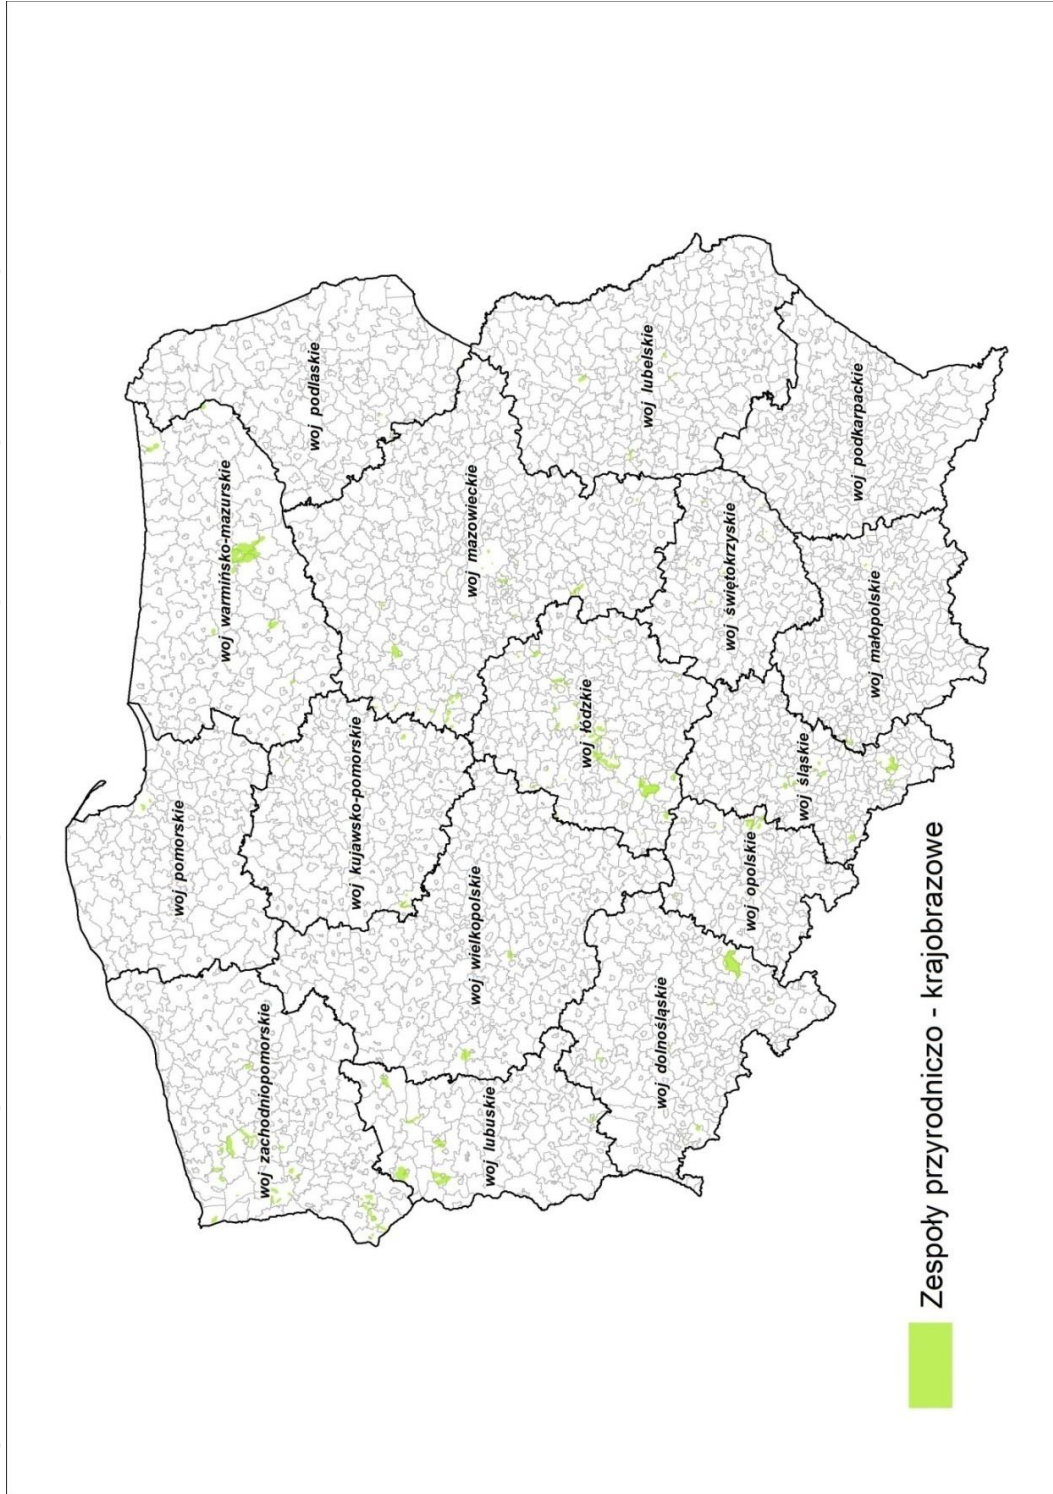 woj pomorskie
woj warmińsko-mazurskie
woj zachodniopomorskie
woj podlaskie
woj kujawsko-pomorskie
woj mazowieckie
woj wielkopolskie
woj lubuskie
woj łódzkie
woj lubelskie
woj dolnośląskie
woj świętokrzyskie
woj opolskie
woj śląskie
woj podkarpackie
woj małopolskie
Zespoły przyrodniczo - krajobrazowe